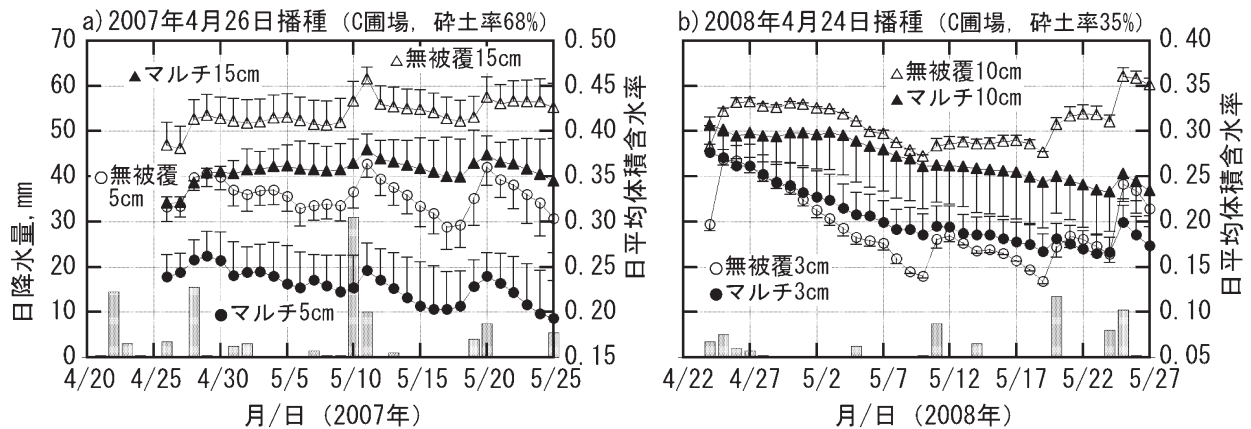 a) 2007年4月26日播種 (C圃場, 砕土率68%)
日降水量, mm
70
60
50
40
30
20
10
0
▲マルチ15cm
△無被覆15cm
○無被覆
5cm
●マルチ5cm
0.50
0.45
0.40
0.35
0.30
0.25
0.20
0.15
日平均体積含水率
4/20 4/25 4/30 5/5 5/10 5/15 5/20 5/25
月/日 (2007年)
b) 2008年4月24日播種 (C圃場, 砕土率35%)
△無被覆10cm
▲マルチ10cm
○無被覆3cm
●マルチ3cm
0.40
0.35
0.30
0.25
0.20
0.15
0.10
0.05
日平均体積含水率
4/22 4/27 5/2 5/7 5/12 5/17 5/22 5/27
月/日 (2008年)